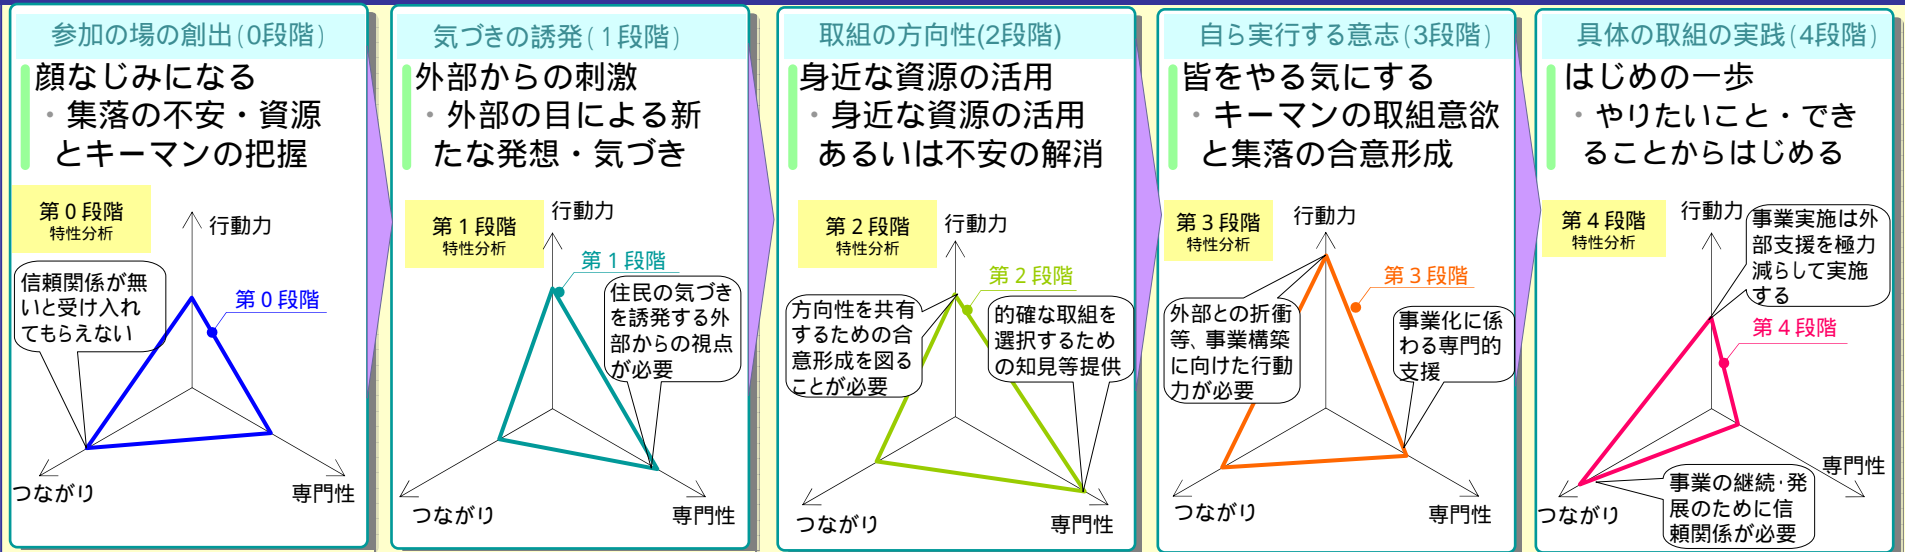 参加の場の創出(0段階)
顔なじみになる
・集落の不安・資源
とキーマンの把握
第0段階
特性分析
行動力
信頼関係が無
いと受け入れ
てもらえない
第0段階
つながり
専門性
気づきの誘発(1段階)
外部からの刺激
・外部の目による新
たな発想・気づき
第1段階
特性分析
行動力
第1段階
住民の気づき
を誘発する外
部からの視点
が必要
つながり
専門性
取組の方向性(2段階)
身近な資源の活用
・身近な資源の活用
あるいは不安の解消
第2段階
特性分析
行動力
第2段階
方向性を共有
するための合
意形成を図る
ことが必要
的確な取組を
選択するため
の知見等提供
つながり
専門性
自ら実行する意志(3段階)
皆をやる気にする
・キーマンの取組意欲
と集落の合意形成
第3段階
特性分析
行動力
第3段階
外部との折衝
等、事業構築
に向けた行動
力が必要
事業化に係
わる専門的
支援
つながり
専門性
具体の取組の実践(4段階)
はじめの一歩
・やりたいこと・でき
ることからはじめる
第4段階
特性分析
行動力
事業実施は外
部支援を極力
減らして実施
する
第4段階
専門性
つながり
事業の継続・発
展のために信
頼関係が必要